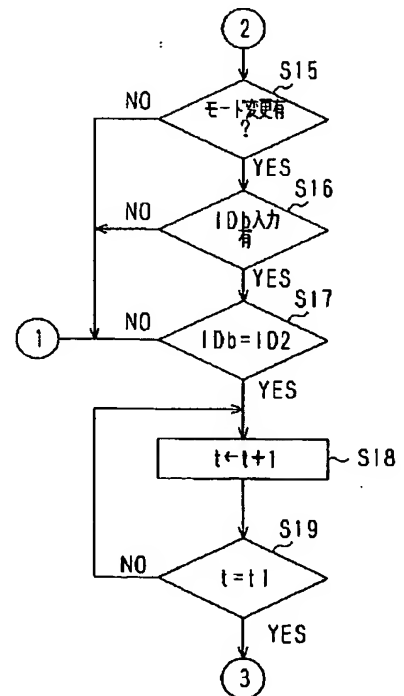 2
S15
NO
モード変更有
?
YES
S16
NO
IDb入力
有
YES
S17
NO
1
IDb=ID2
YES
t←t+1
S18
S19
NO
t=t1
YES
3